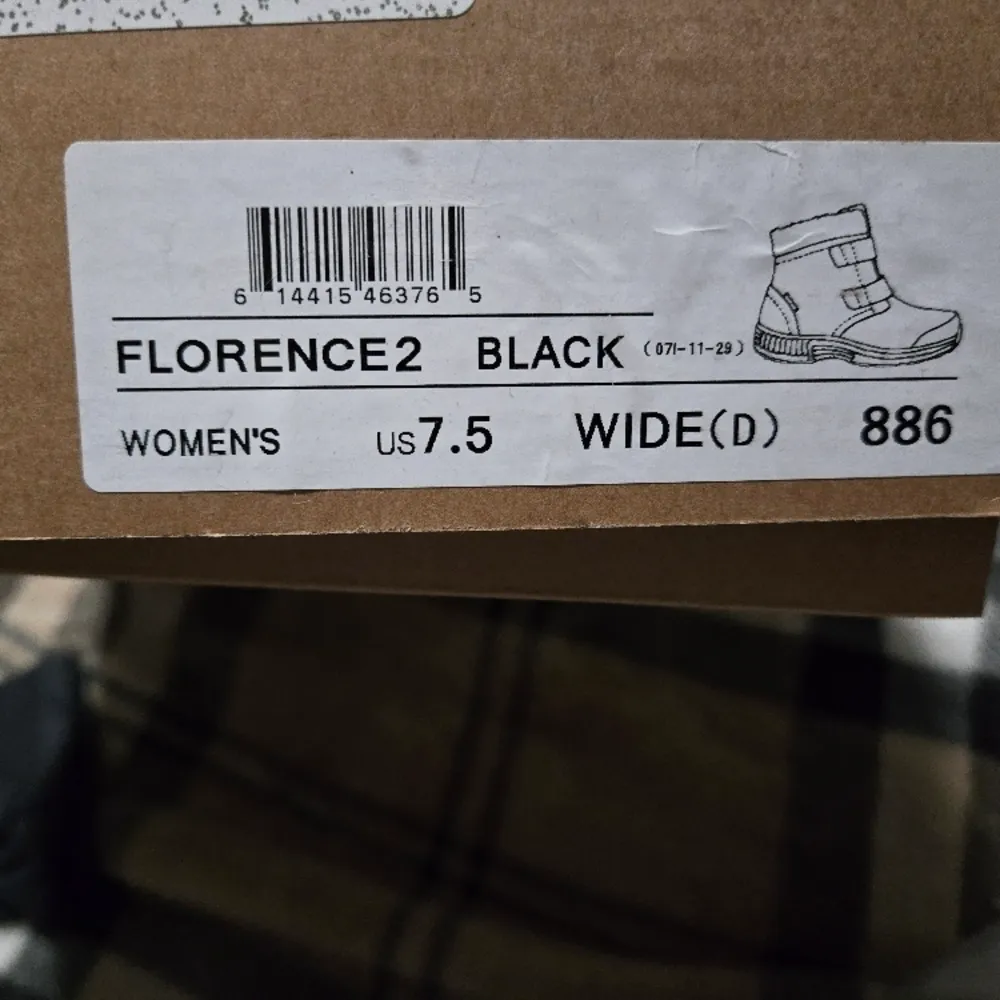 6 14415 46376 5
FLORENCE2 BLACK (071-11-29)
WOMEN'S US7.5 WIDE(D) 886